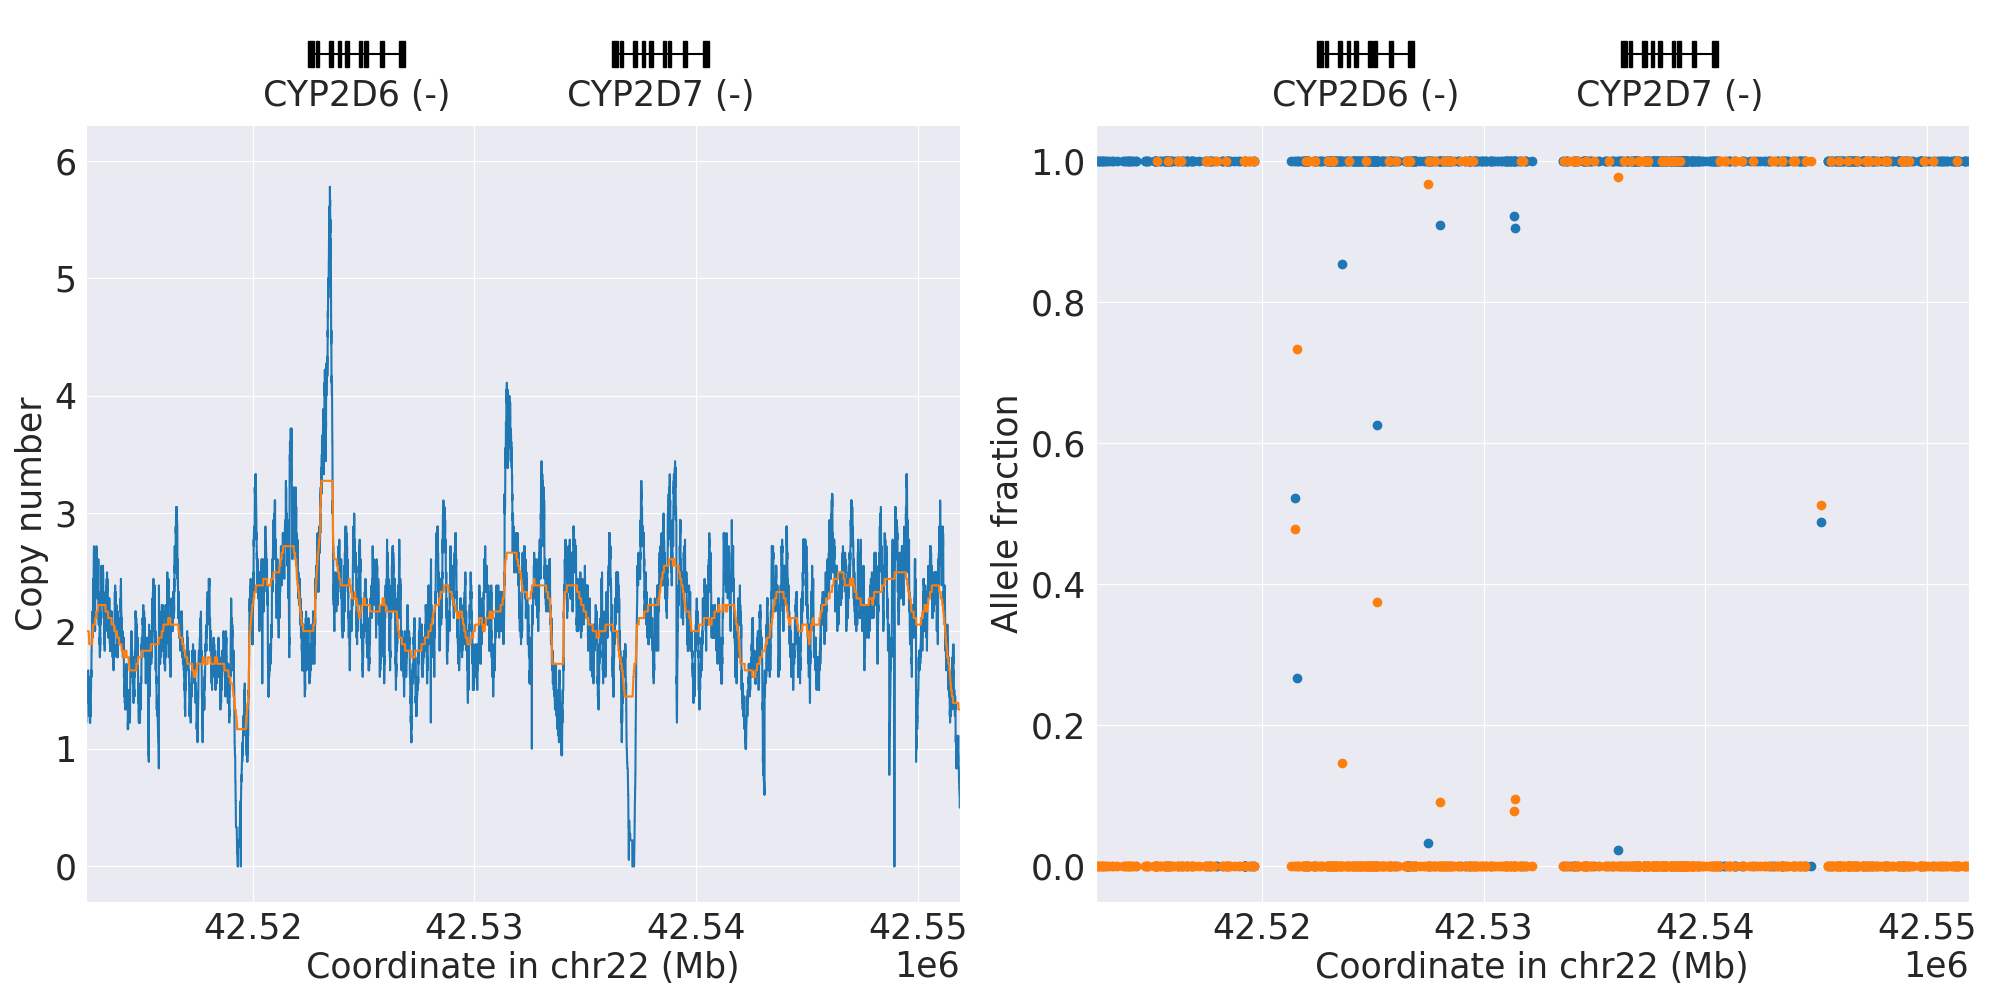 CYP2D6 (-)
CYP2D7 (-)
6
5
4
3
2
1
0
Copy number
42.52
42.53
42.54
42.55
Coordinate in chr22 (Mb)
1e6
CYP2D6 (-)
CYP2D7 (-)
1.0
0.8
0.6
0.4
0.2
0.0
Allele fraction
42.52
42.53
42.54
42.55
Coordinate in chr22 (Mb)
1e6